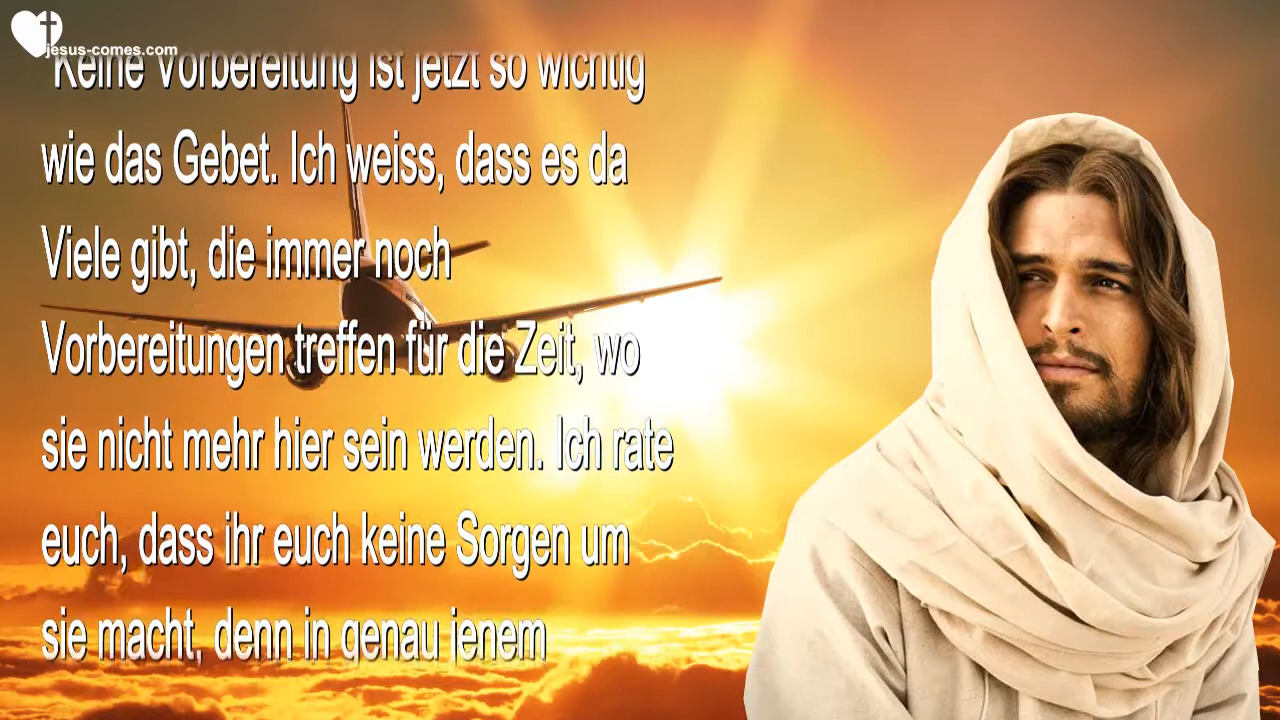 jesus-comes.com
Keine Vorbereitung ist jetzt so wichtig
wie das Gebet. Ich weiss, dass es da
Viele gibt, die immer noch
Vorbereitungen treffen für die Zeit, wo
sie nicht mehr hier sein werden. Ich rate
euch, dass ihr euch keine Sorgen um
sie macht, denn in genau jenem